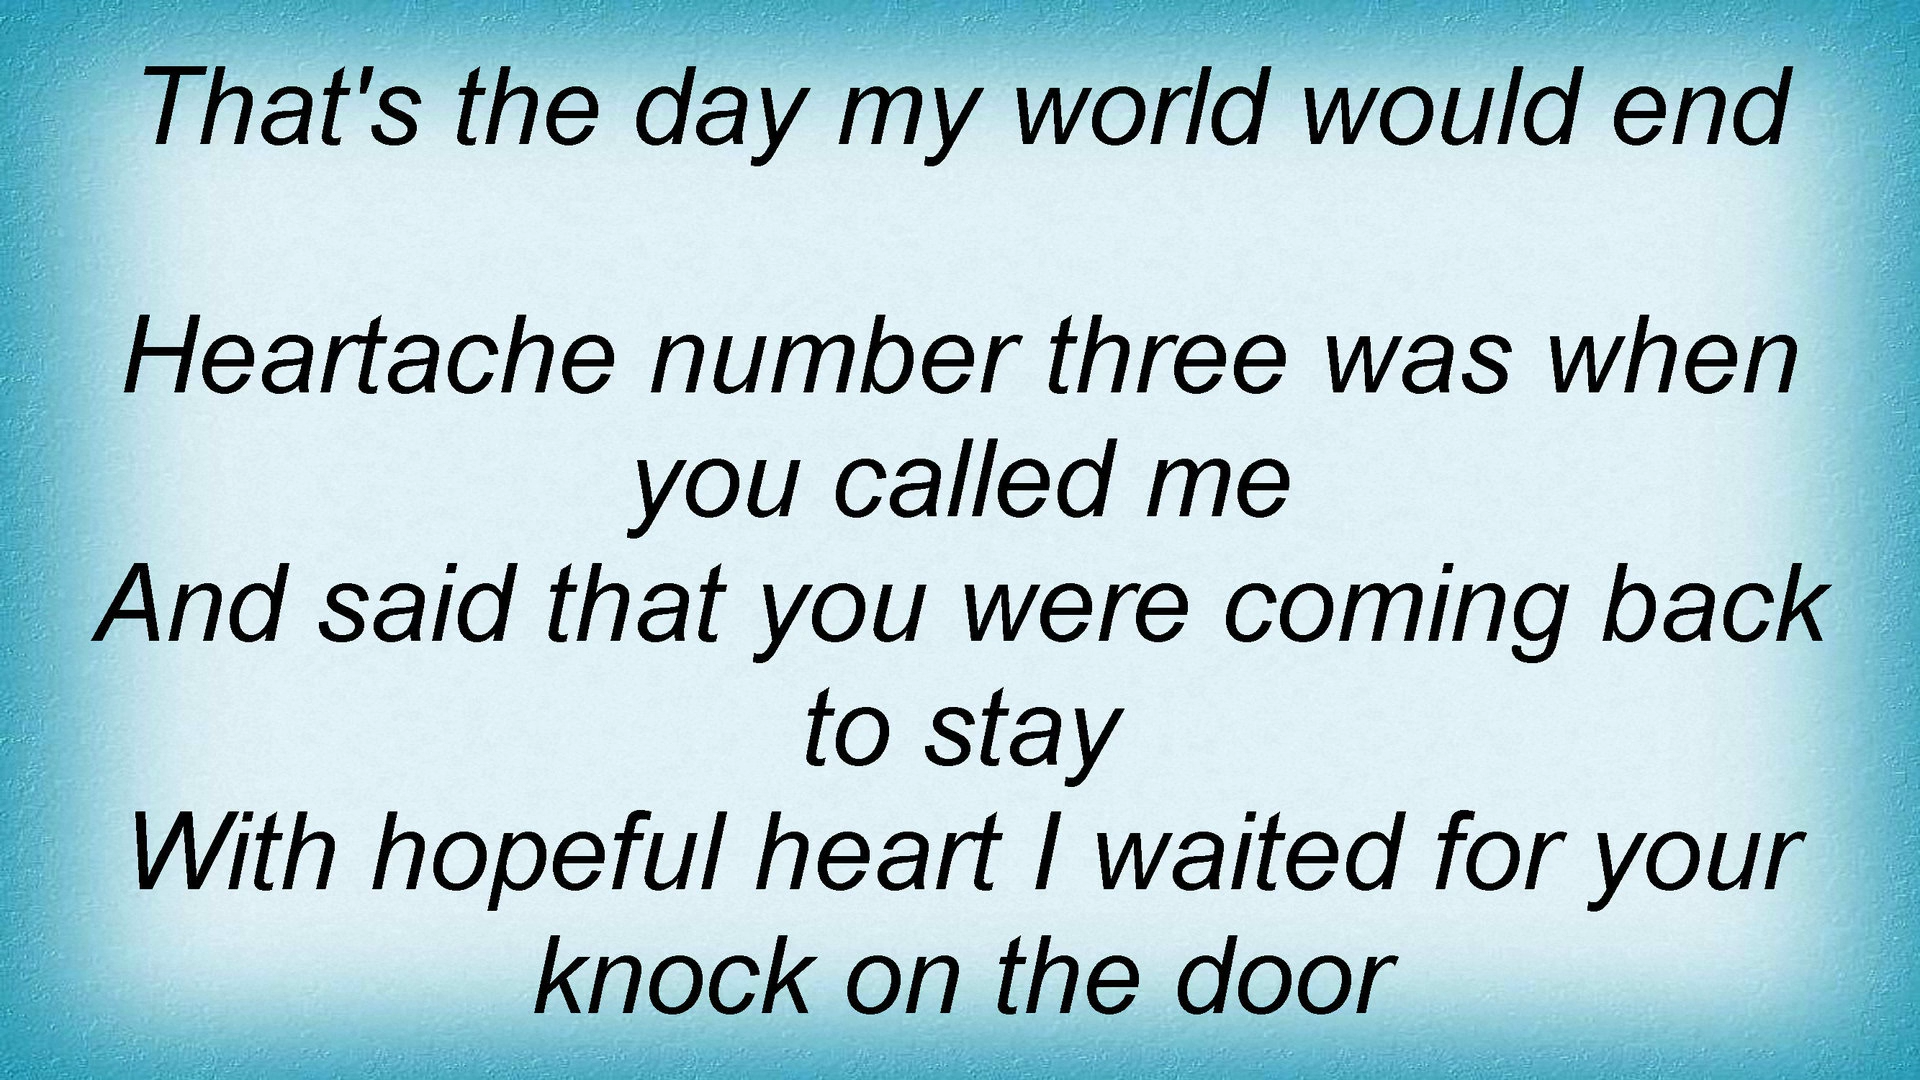 That's the day my world would end
Heartache number three was when
you called me
And said that you were coming back
to stay
With hopeful heart I waited for your
knock on the door